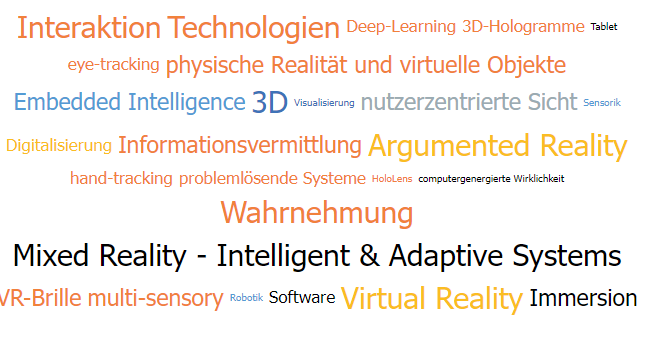 Interaktion Technologien Deep-Learning 3D-Hologramme Tablet
eye-tracking physische Realität und virtuelle Objekte
Embedded Intelligence 3D Visualisierung nutzerzentrierte Sicht Sensorik
Digitalisierung Informationsvermittlung Argumented Reality
hand-tracking problemlösende Systeme HoloLens computergenergierte Wirklichkeit
Wahrnehmung
Mixed Reality - Intelligent & Adaptive Systems
VR-Brille multi-sensory Robotik Software Virtual Reality Immersion